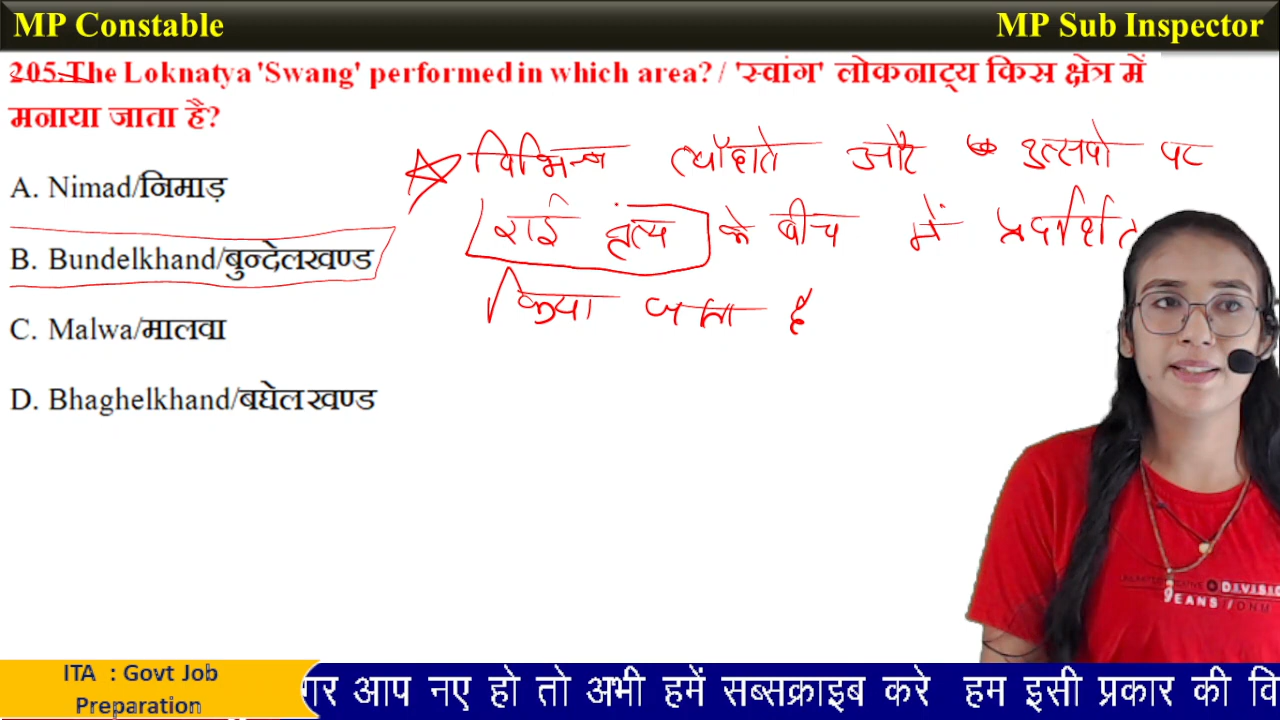 MP Constable
MP Sub Inspector
205.The Loknatya 'Swang' performed in which area? / 'स्वांग' लोकनाट्य किस क्षेत्र में
मनाया जाता है?
A. Nimad/निमाड़
B. Bundelkhand/बुन्देलखण्ड
C. Malwa/मालवा
D. Bhaghelkhand/बघेलखण्ड
विभिन्न और पर
राई नृत्य के बीच में प्रदर्शित
किया जाता है
DIVISI
JEANS
ITA : Govt Job
Preparation
गर आप नए हो तो अभी हमें सब्सक्राइब करे हम इसी प्रकार की वि